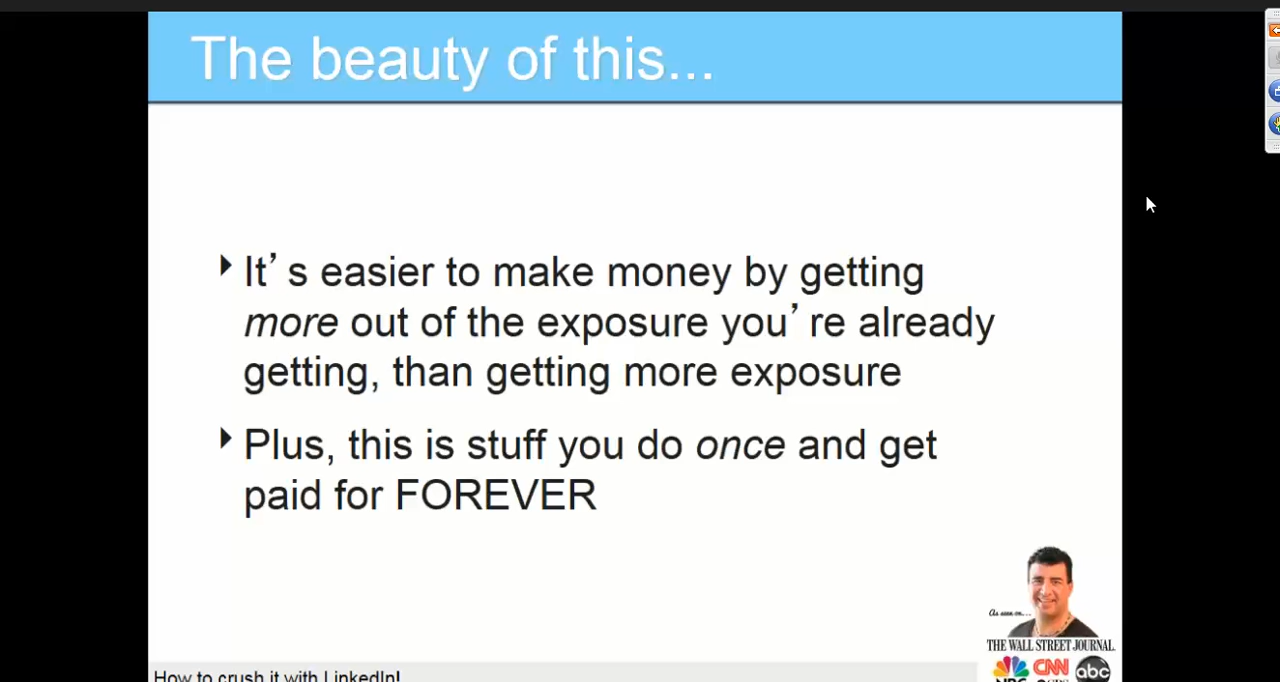 The beauty of this...
It’s easier to make money by getting
more out of the exposure you’re already
getting, than getting more exposure
Plus, this is stuff you do once and get
paid for FOREVER
As seen on...
THE WALL STREET JOURNAL.
NBC CNN abc
CBS
How to crush it with LinkedIn!